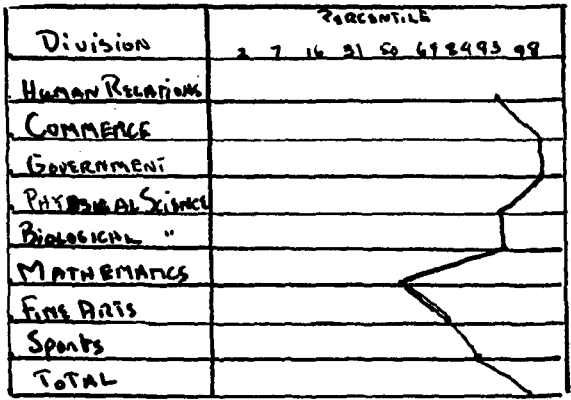 PERCENTILE
Division 2 7 16 31 50 69 84 93 98
HUMAN RELATIONS
COMMERCE
GOVERNMENT
PHYSICAL SCIENCE
BIOLOGICAL "
MATHEMATICS
FINE ARTS
Sports
TOTAL